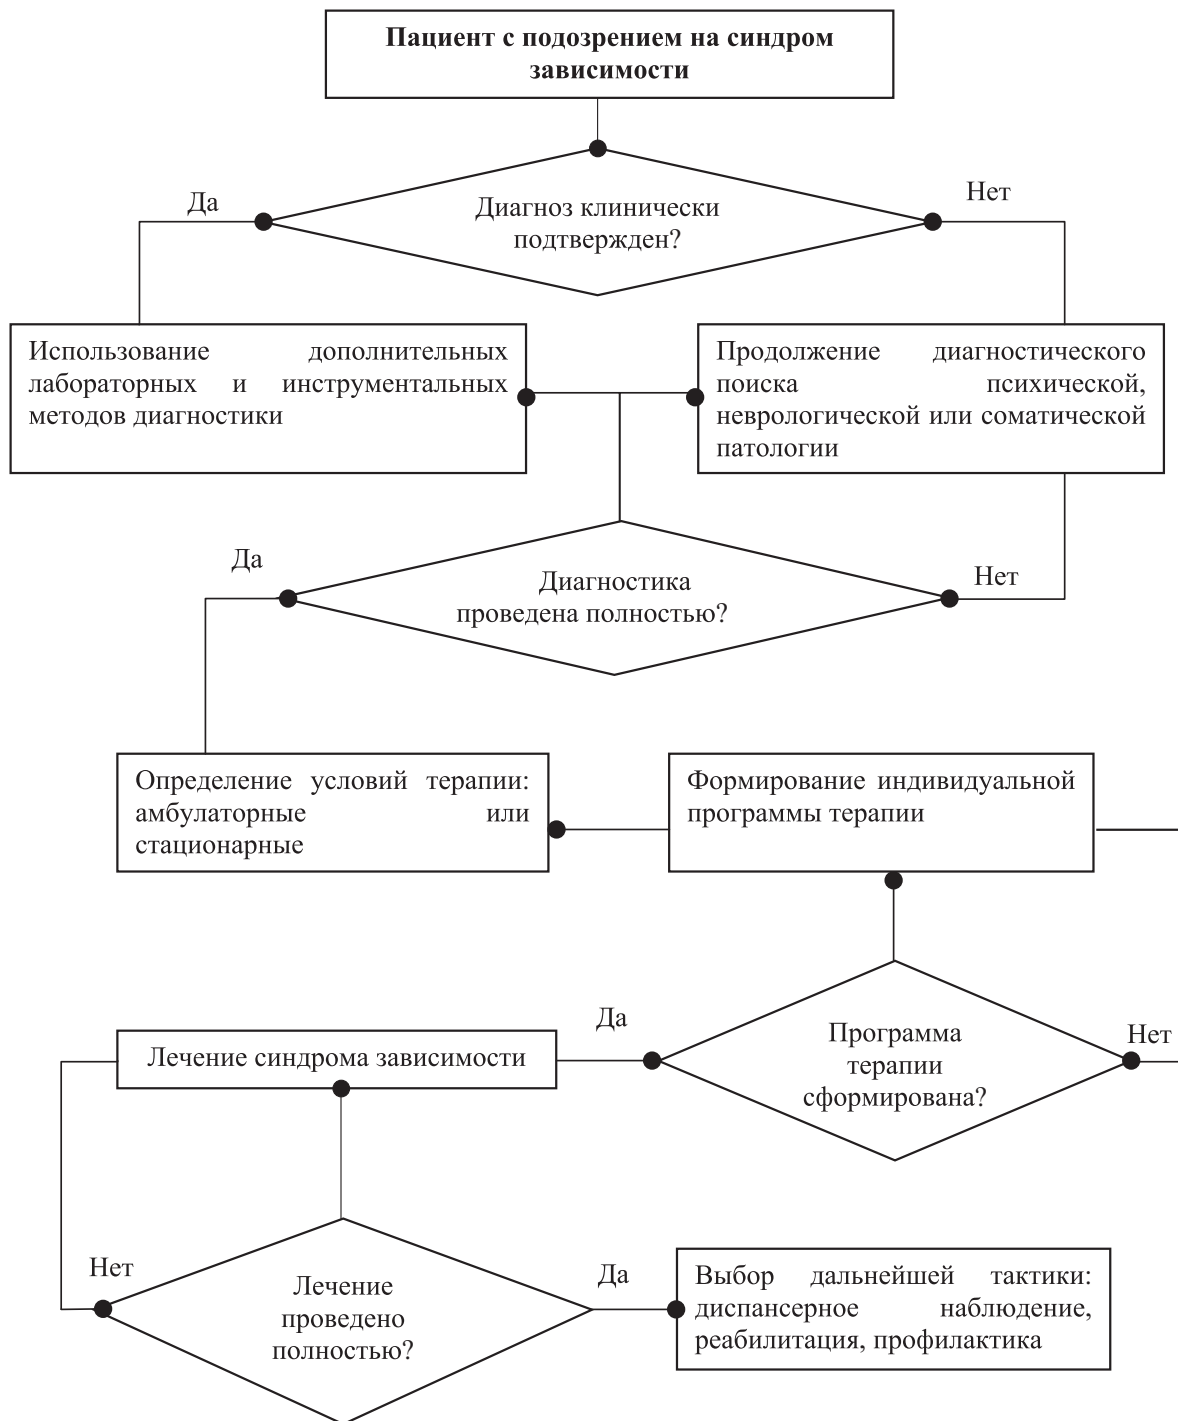 Пациент с подозрением на синдром
зависимости
Да
Нет
Диагноз клинически
подтвержден?
Использование дополнительных
лабораторных и инструментальных
методов диагностики
Продолжение диагностического
поиска психической,
неврологической или соматической
патологии
Да
Нет
Диагностика
проведена полностью?
Определение условий терапии:
амбулаторные или
стационарные
Формирование индивидуальной
программы терапии
Да
Нет
Программа
терапии
сформирована?
Лечение синдрома зависимости
Нет
Да
Лечение
проведено
полностью?
Выбор дальнейшей тактики:
диспансерное наблюдение,
реабилитация, профилактика